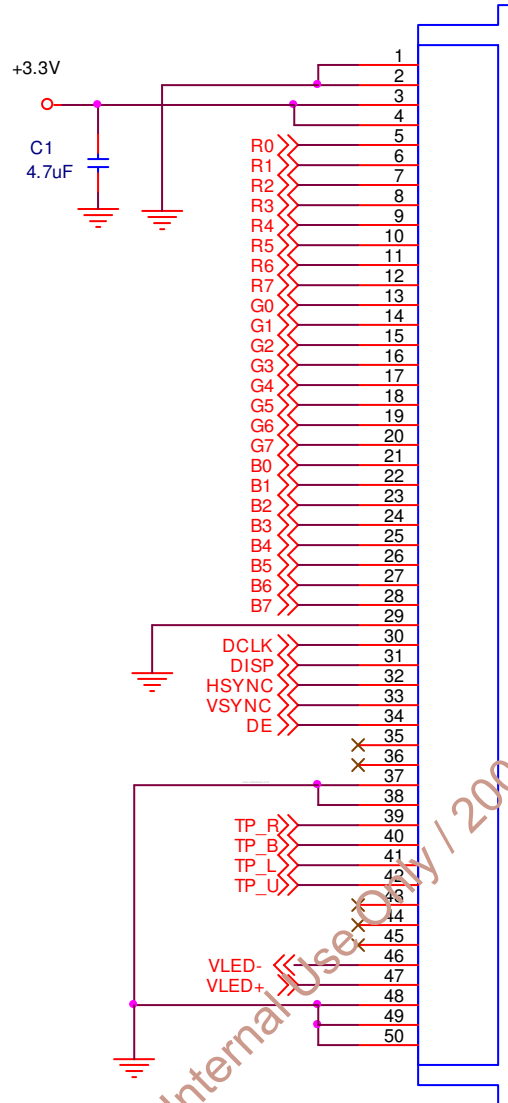 +3.3V
C1
4.7uF
1
2
3
4
R0 5
R1 6
R2 7
R3 8
R4 9
R5 10
R6 11
R7 12
G0 13
G1 14
G2 15
G3 16
G4 17
G5 18
G6 19
G7 20
B0 21
B1 22
B2 23
B3 24
B4 25
B5 26
B6 27
B7 28
29
DCLK 30
DISP 31
HSYNC 32
VSYNC 33
DE 34
35
36
37
38
TP_R 39
TP_B 40
TP_L 41
TP_U 42
43
44
45
VLED- 46
VLED+ 47
48
49
50
Internal Use Only / 200